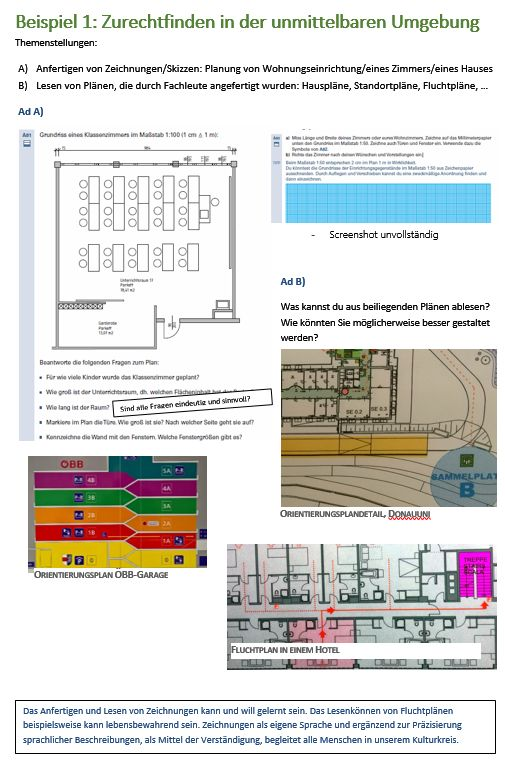 Beispiel 1: Zurechtfinden in der unmittelbaren Umgebung
Themenstellungen:
A) Anfertigen von Zeichnungen/Skizzen: Planung von Wohnungseinrichtung/eines Zimmers/eines Hauses
B) Lesen von Plänen, die durch Fachleute angefertigt wurden: Hauspläne, Standortpläne, Fluchtpläne, ...
Ad A)
Grundriss eines Klassenzimmers im Maßstab 1:100 (1 cm ≙ 1 m):
Unterrichtsraum 17
Parkett
Garderobe
Parkett
Beantworte die folgenden Fragen zum Plan:
▪ Für wie viele Kinder wurde das Klassenzimmer geplant?
▪ Wie groß ist der Unterrichtsraum, dh. welchen Flächeninhalt hat der
▪ Wie lang ist der Raum?
Sind alle Fragen eindeutig und sinnvoll?
▪ Markiere im Plan die Türe. Wie groß ist sie? Nach welcher Seite geht sie auf?
▪ Kennzeichne die Wand mit den Fenstern. Welche Fenstergrößen gibt es?
a) Miss Länge und Breite deines Zimmers oder eures Wohnzimmers. Zeichne auf das Millimeterpapier
unten den Grundriss im Maßstab 1:50. Zeichne auch Türen und Fenster ein. Verwende dazu die
Symbole von
b) Richte das Zimmer nach deinen Wünschen und Vorstellungen ein!
Beim Maßstab 1:50 entsprechen 2 cm im Plan 1 m in Wirklichkeit.
Du könntest die Grundrisse der Einrichtungsgegenstände im Maßstab 1:50 aus Zeichenpapier
ausschneiden. Durch Auflegen und Verschieben kannst du eine zweckmäßige Anordnung finden und
dann einzeichnen.
- Screenshot unvollständig
Ad B)
Was kannst du aus beiliegenden Plänen ablesen?
Wie könnten Sie möglicherweise besser gestaltet
werden?
SE 0.2
SE 0.3
SAMMELPLATZ
B
ORIENTIERUNGSPLANDETAIL, DONAUUNI
ÖBB
5A
4B
4A
3B
3A
2B
2A
1B
1A
0
0
ORIENTIERUNGSPLAN ÖBB-GARAGE
TREPPE
STAIRS
SCALA
FLUCHTPLAN IN EINEM HOTEL
Das Anfertigen und Lesen von Zeichnungen kann und will gelernt sein. Das Lesenkönnen von Fluchtplänen
beispielsweise kann lebensbewahrend sein. Zeichnungen als eigene Sprache und ergänzend zur Präzisierung
sprachlicher Beschreibungen, als Mittel der Verständigung, begleitet alle Menschen in unserem Kulturkreis.